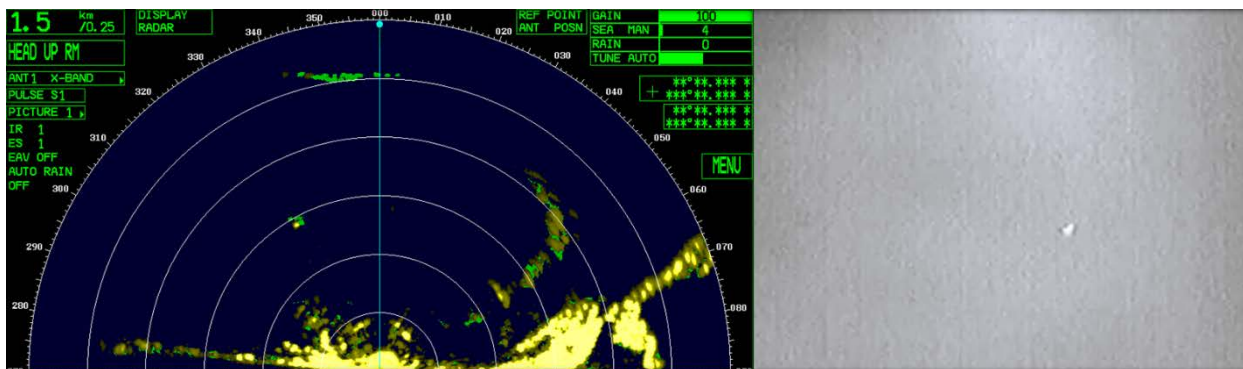 1.5 km /0.25
DISPLAY
RADAR
HEAD UP RM
ANT1 X-BAND
PULSE S1
PICTURE 1
IR 1
ES 1
EAV OFF
AUTO RAIN
OFF
REF POINT
ANT POSN
GAIN 100
SEA MAN 4
RAIN 0
TUNE AUTO
**°**.*** *
***°**.*** *
**°**.*** *
***°**.*** *
MENU
280
290
300
310
320
330
340
350
000
010
020
030
040
050
060
070
080